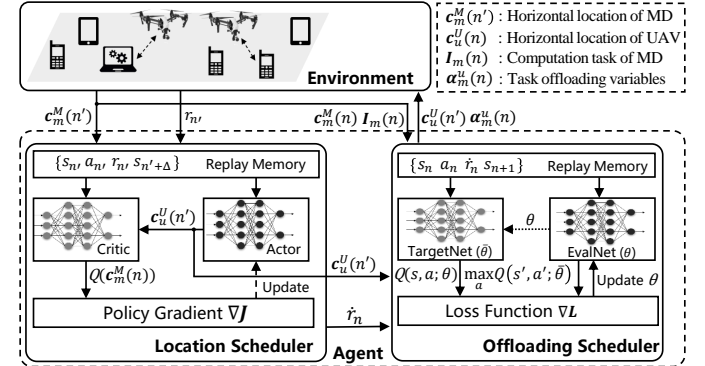 Environment
c_m^M(n') : Horizontal location of MD
c_u^U(n) : Horizontal location of UAV
I_m(n) : Computation task of MD
α_m^u(n) : Task offloading variables
c_m^M(n')
r_n'
c_m^M(n) I_m(n)
c_u^U(n') α_m^u(n)
{s_n' a_n' r_n' s_n'+Δ}
Replay Memory
Critic
c_u^U(n')
Actor
Q(c_m^M(n))
Update
Policy Gradient ∇J
Location Scheduler
c_u^U(n')
ṙ_n
Agent
{s_n a_n ṙ_n s_n+1}
Replay Memory
TargetNet (θ̄)
θ
EvalNet (θ)
Q(s, a; θ)
max_a Q(s′, a′; θ̄)
Update θ
Loss Function ∇L
Offloading Scheduler